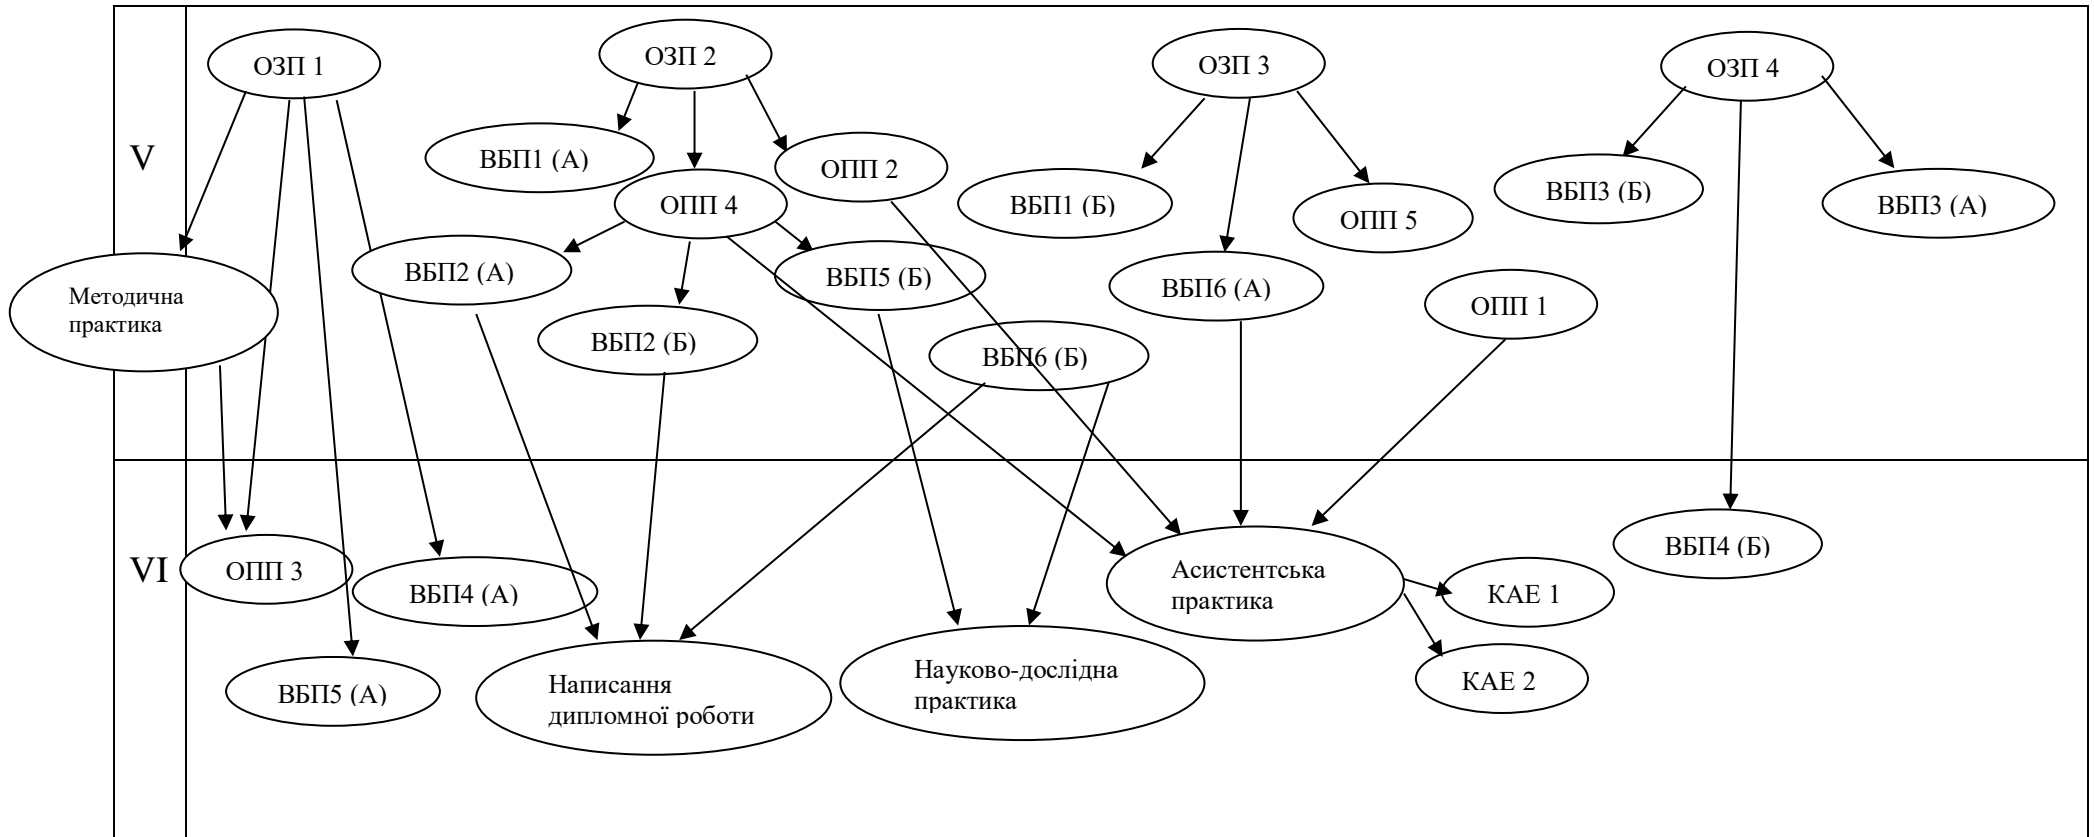 ОЗП 1
ОЗП 2
ОЗП 3
ОЗП 4
V
ВБП1 (А)
ОПП 2
ОПП 4
ВБП1 (Б)
ОПП 5
ВБП3 (Б)
ВБП3 (А)
ВБП2 (А)
ВБП5 (Б)
ВБП6 (А)
ОПП 1
Методична
практика
ВБП2 (Б)
ВБП6 (Б)
VI
ОПП 3
ВБП4 (А)
Асистентська
практика
КАЕ 1
ВБП4 (Б)
ВБП5 (А)
Написання
дипломної роботи
Науково-дослідна
практика
КАЕ 2